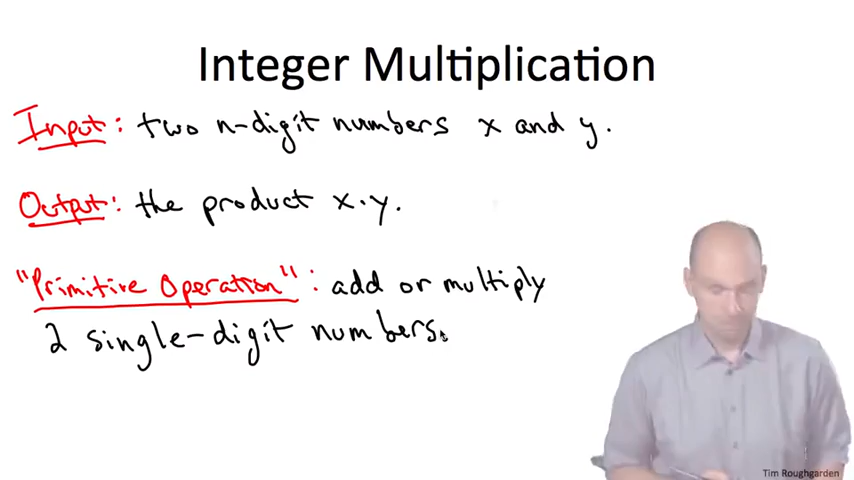 Integer Multiplication
Input: two n-digit numbers x and y.
Output: the product x·y.
"Primitive Operation": add or multiply
2 single-digit numbers.
Tim Roughgarden